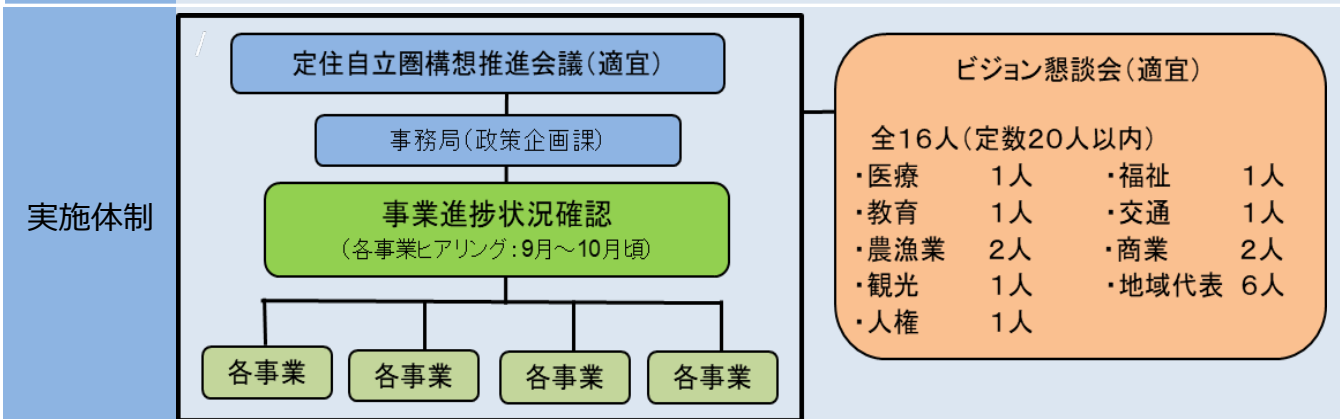 実施体制
定住自立圏構想推進会議(適宜)
事務局(政策企画課)
事業進捗状況確認
(各事業ヒアリング:9月～10月頃)
各事業
各事業
各事業
各事業
ビジョン懇談会(適宜)
全16人(定数20人以内)
・医療 1人 ・福祉 1人
・教育 1人 ・交通 1人
・農漁業 2人 ・商業 2人
・観光 1人 ・地域代表 6人
・人権 1人